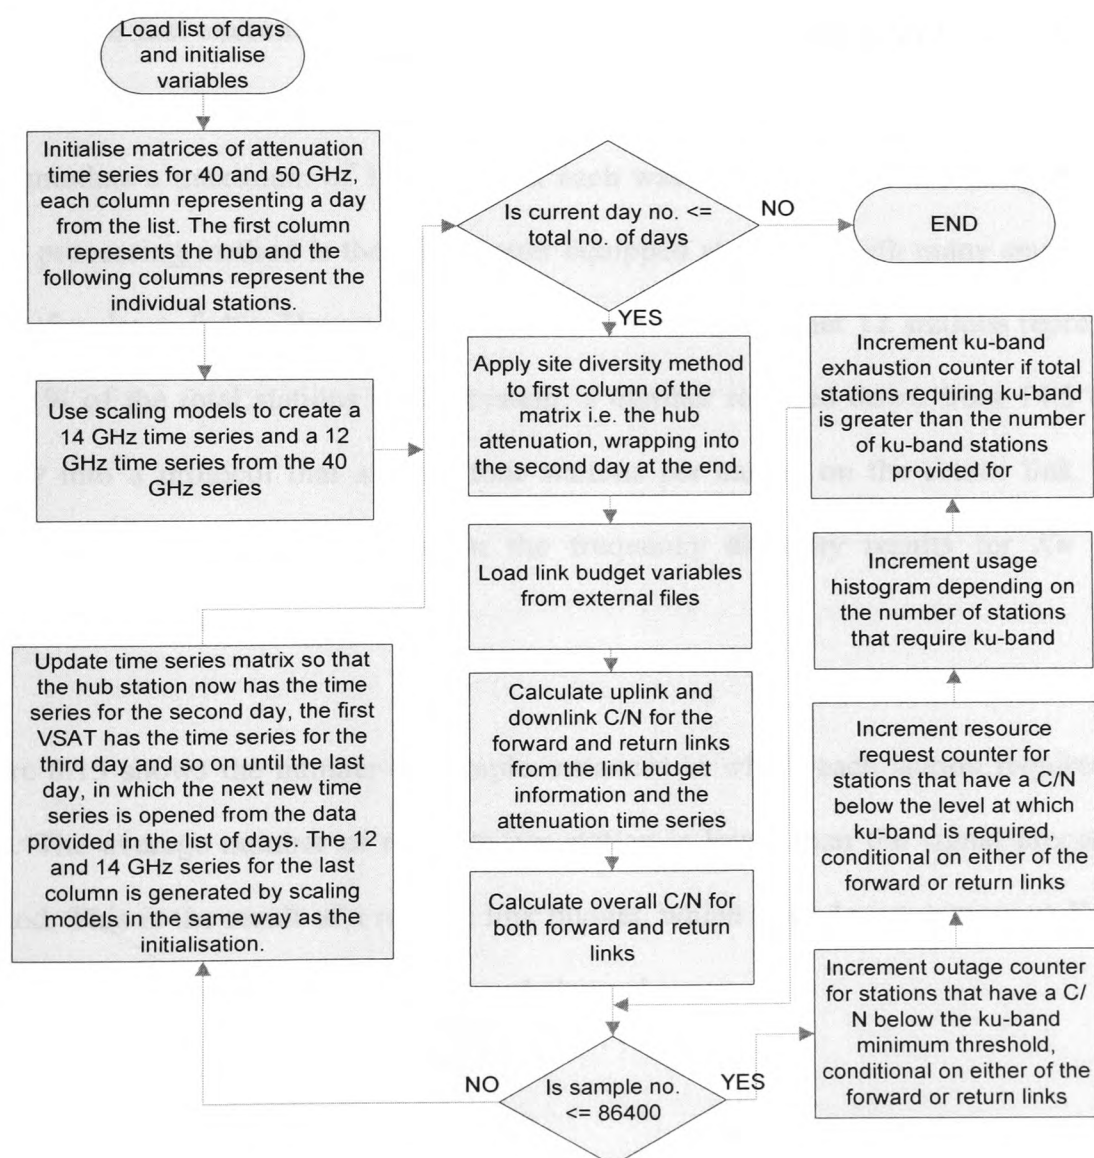 Load list of days
and initialise
variables
Initialise matrices of attenuation
time series for 40 and 50 GHz,
each column representing a day
from the list. The first column
represents the hub and the
following columns represent the
individual stations.
Use scaling models to create a
14 GHz time series and a 12
GHz time series from the 40
GHz series
Is current day no. <=
total no. of days
NO
END
YES
Apply site diversity method
to first column of the
matrix i.e. the hub
attenuation, wrapping into
the second day at the end.
Load link budget variables
from external files
Calculate uplink and
downlink C/N for the
forward and return links
from the link budget
information and the
attenuation time series
Calculate overall C/N for
both forward and return
links
Is sample no.
<= 86400
NO
YES
Update time series matrix so that
the hub station now has the time
series for the second day, the first
VSAT has the time series for the
third day and so on until the last
day, in which the next new time
series is opened from the data
provided in the list of days. The 12
and 14 GHz series for the last
column is generated by scaling
models in the same way as the
initialisation.
Increment outage counter
for stations that have a C/
N below the ku-band
minimum threshold,
conditional on either of the
forward or return links
Increment resource
request counter for
stations that have a C/N
below the level at which
ku-band is required,
conditional on either of the
forward or return links
Increment usage
histogram depending on
the number of stations
that require ku-band
Increment ku-band
exhaustion counter if total
stations requiring ku-band
is greater than the number
of ku-band stations
provided for